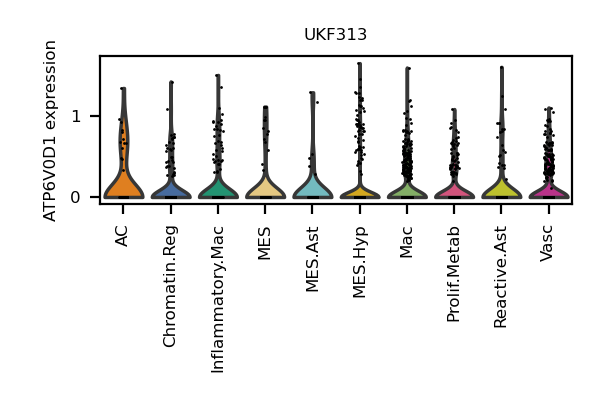 UKF313
ATP6V0D1 expression
1
0
AC
Chromatin.Reg
Inflammatory.Mac
MES
MES.Ast
MES.Hyp
Mac
Prolif.Metab
Reactive.Ast
Vasc